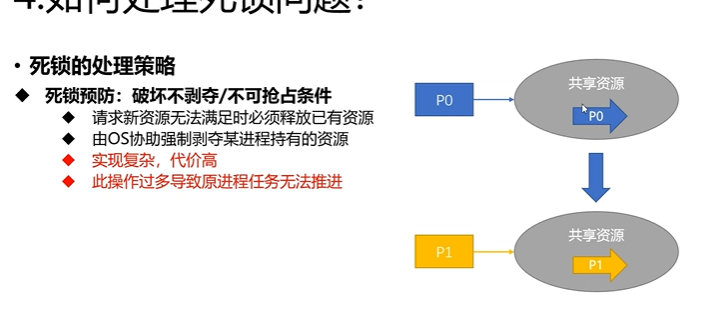 4.如何处理死锁问题？
• 死锁的处理策略
◆ 死锁预防：破坏不剥夺/不可抢占条件
◆ 请求新资源无法满足时必须释放已有资源
◆ 由OS协助强制剥夺某进程持有的资源
◆ 实现复杂，代价高
◆ 此操作过多导致原进程任务无法推进
P0
共享资源
P0
P1
共享资源
P1